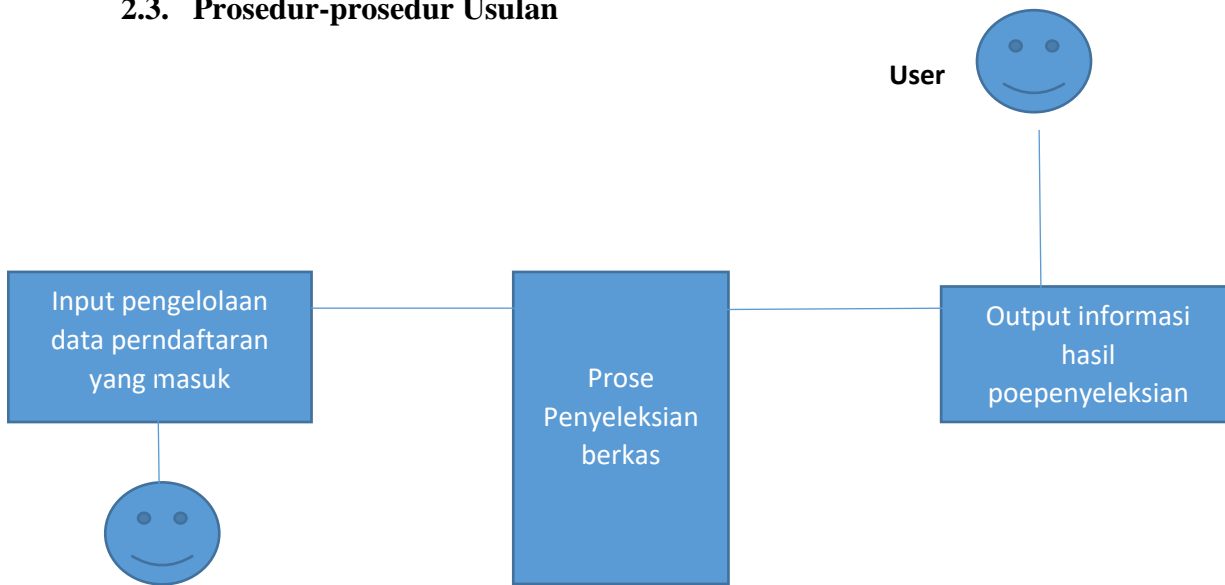 2.3. Prosedur-prosedur Usulan
User
Input pengelolaan
data perndaftaran
yang masuk
Prose
Penyeleksian
berkas
Output informasi
hasil
poepenyeleksian